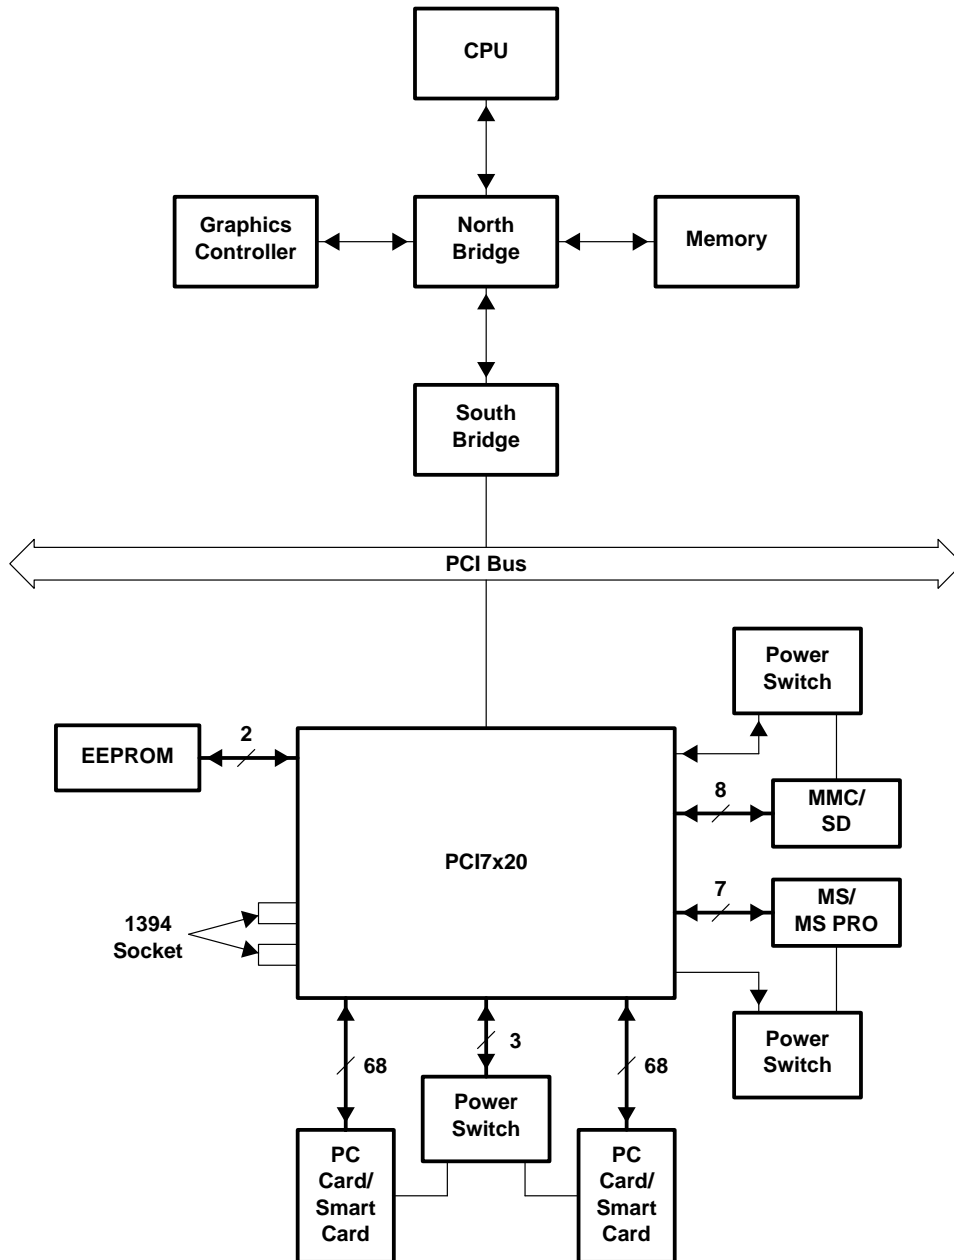 CPU
Graphics
Controller
North
Bridge
Memory
South
Bridge
PCI Bus
Power
Switch
EEPROM
2
8
MMC/
SD
PCI7x20
7
MS/
MS PRO
1394
Socket
Power
Switch
68
3
68
Power
Switch
PC
Card/
Smart
Card
PC
Card/
Smart
Card